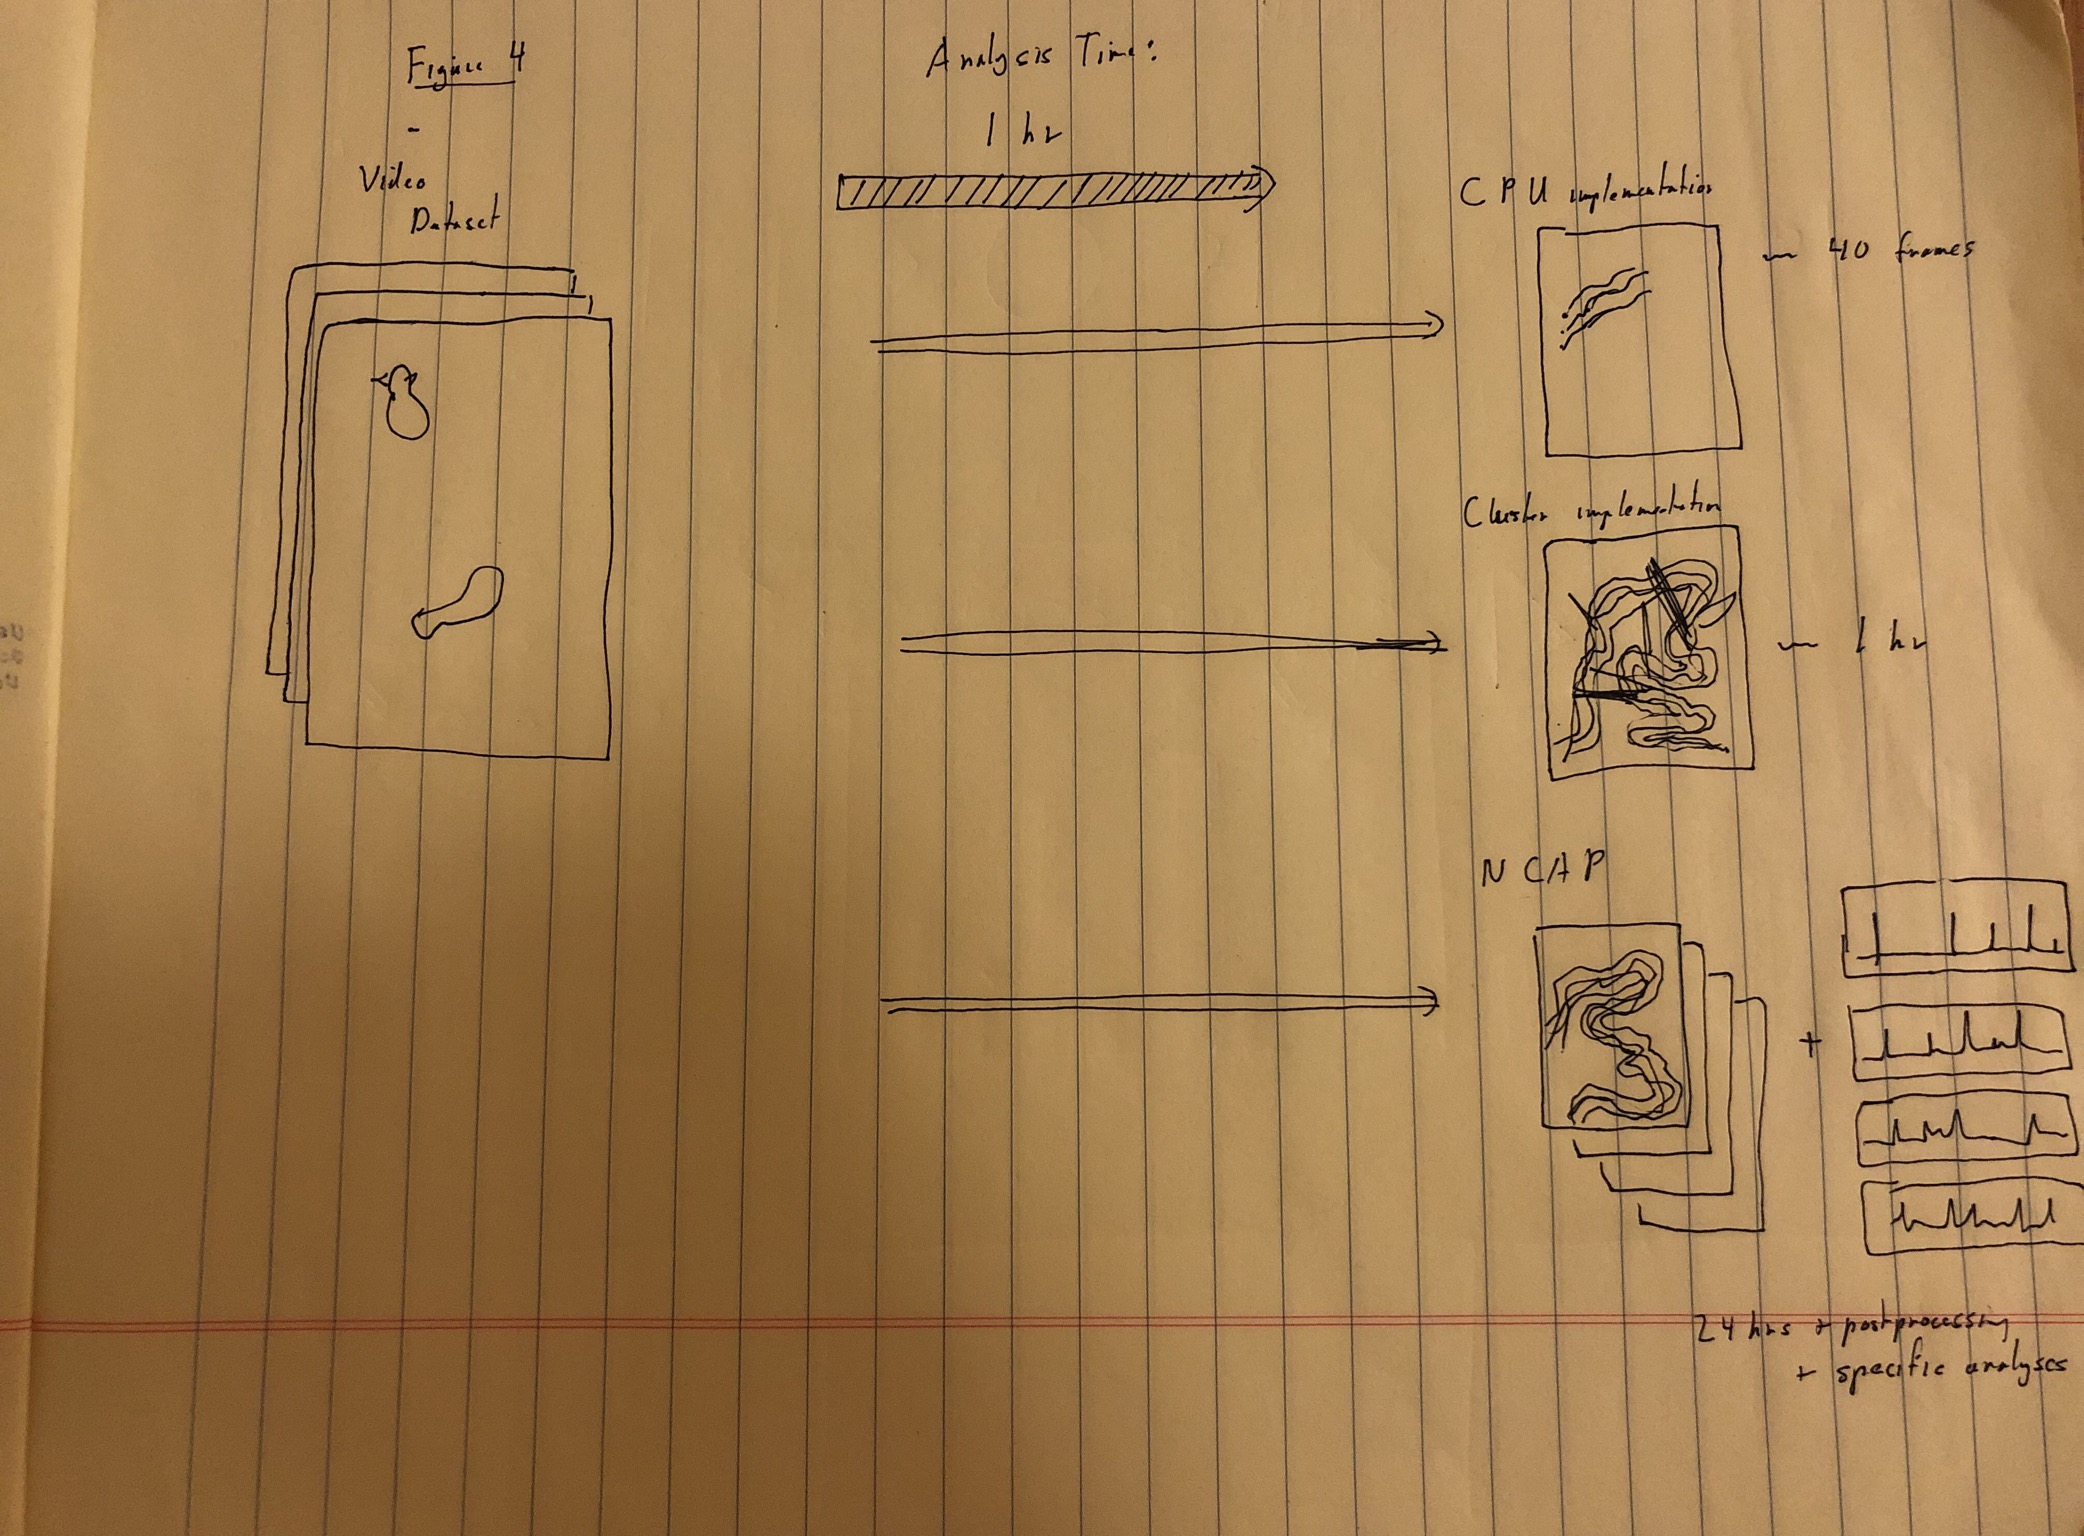 Figure 4
-
Video
Dataset
Analysis Time:
1 hr
CPU implementation
~ 40 frames
Cluster implementation
~ 1 hr
NCAP
+
24 hrs + postprocessing
+ specific analyses